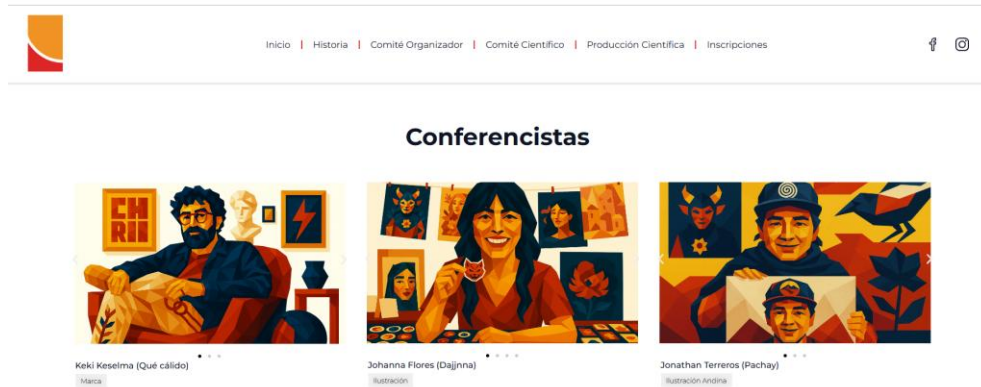 Inicio | Historia | Comité Organizador | Comité Científico | Producción Científica | Inscripciones
Conferencistas
CH
RII
Keki Keselma (Qué cálido)
Marca
Johanna Flores (Dajjnna)
Ilustración
Jonathan Terreros (Pachay)
Ilustración Andina